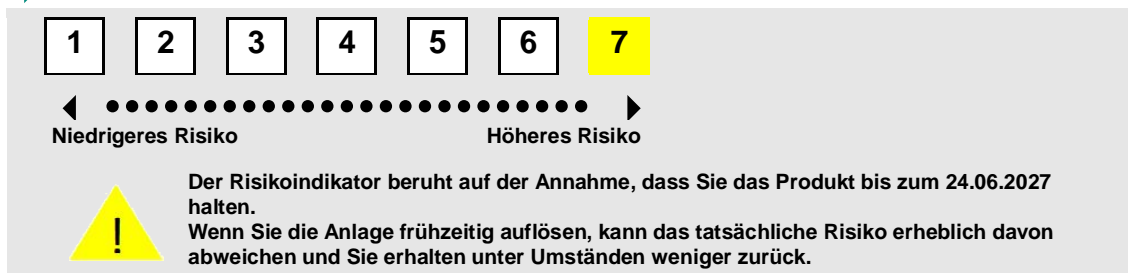 1 2 3 4 5 6 7
Niedrigeres Risiko Höheres Risiko
Der Risikoindikator beruht auf der Annahme, dass Sie das Produkt bis zum 24.06.2027
halten.
Wenn Sie die Anlage frühzeitig auflösen, kann das tatsächliche Risiko erheblich davon
abweichen und Sie erhalten unter Umständen weniger zurück.
!